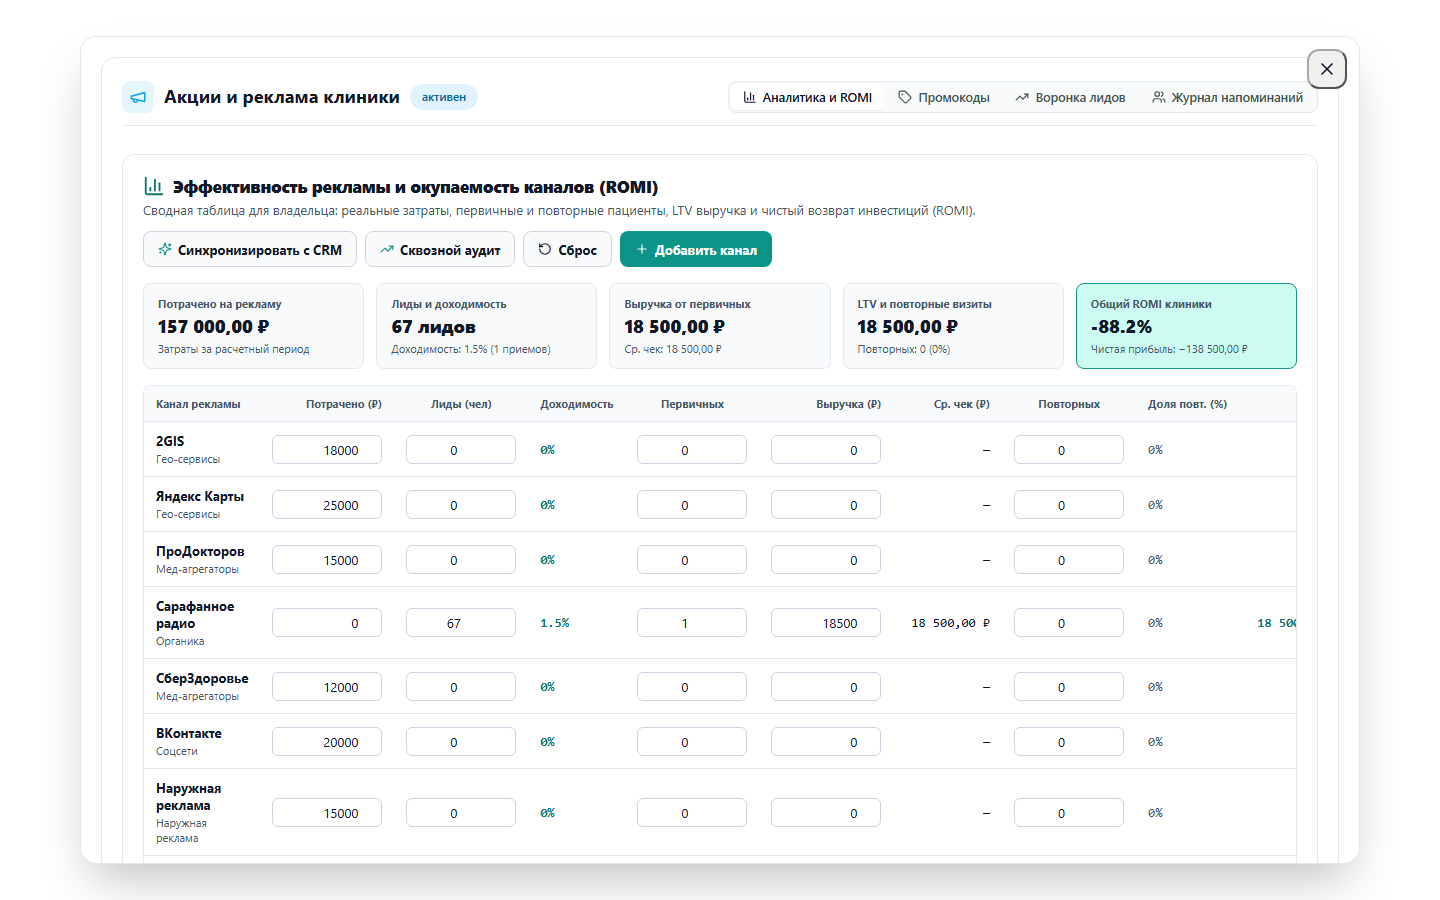 Акции и реклама клиники
активен
Аналитика и ROMI
Промокоды
Воронка лидов
Журнал напоминаний
Эффективность рекламы и окупаемость каналов (ROMI)
Сводная таблица для владельца: реальные затраты, первичные и повторные пациенты, LTV выручка и чистый возврат инвестиций (ROMI).
Синхронизировать с CRM
Сквозной аудит
Сброс
Добавить канал
Потрачено на рекламу
157 000,00 ₽
Затраты за расчетный период
Лиды и доходимость
67 лидов
Доходимость: 1.5% (1 приемов)
Выручка от первичных
18 500,00 ₽
Ср. чек: 18 500,00 ₽
LTV и повторные визиты
18 500,00 ₽
Повторных: 0 (0%)
Общий ROMI клиники
-88.2%
Чистая прибыль: −138 500,00 ₽
Канал рекламы Потрачено (₽) Лиды (чел) Доходимость Первичных Выручка (₽) Ср. чек (₽) Повторных Доля повт. (%)
2GIS
Гео-сервисы
18000 0 0% 0 0 — 0 0%
Яндекс Карты
Гео-сервисы
25000 0 0% 0 0 — 0 0%
ПроДокторов
Мед-агрегаторы
15000 0 0% 0 0 — 0 0%
Сарафанное
радио
Органика
0 67 1.5% 1 18500 18 500,00 ₽ 0 0% 18 500
СберЗдоровье
Мед-агрегаторы
12000 0 0% 0 0 — 0 0%
ВКонтакте
Соцсети
20000 0 0% 0 0 — 0 0%
Наружная
реклама
Наружная
реклама
15000 0 0% 0 0 — 0 0%